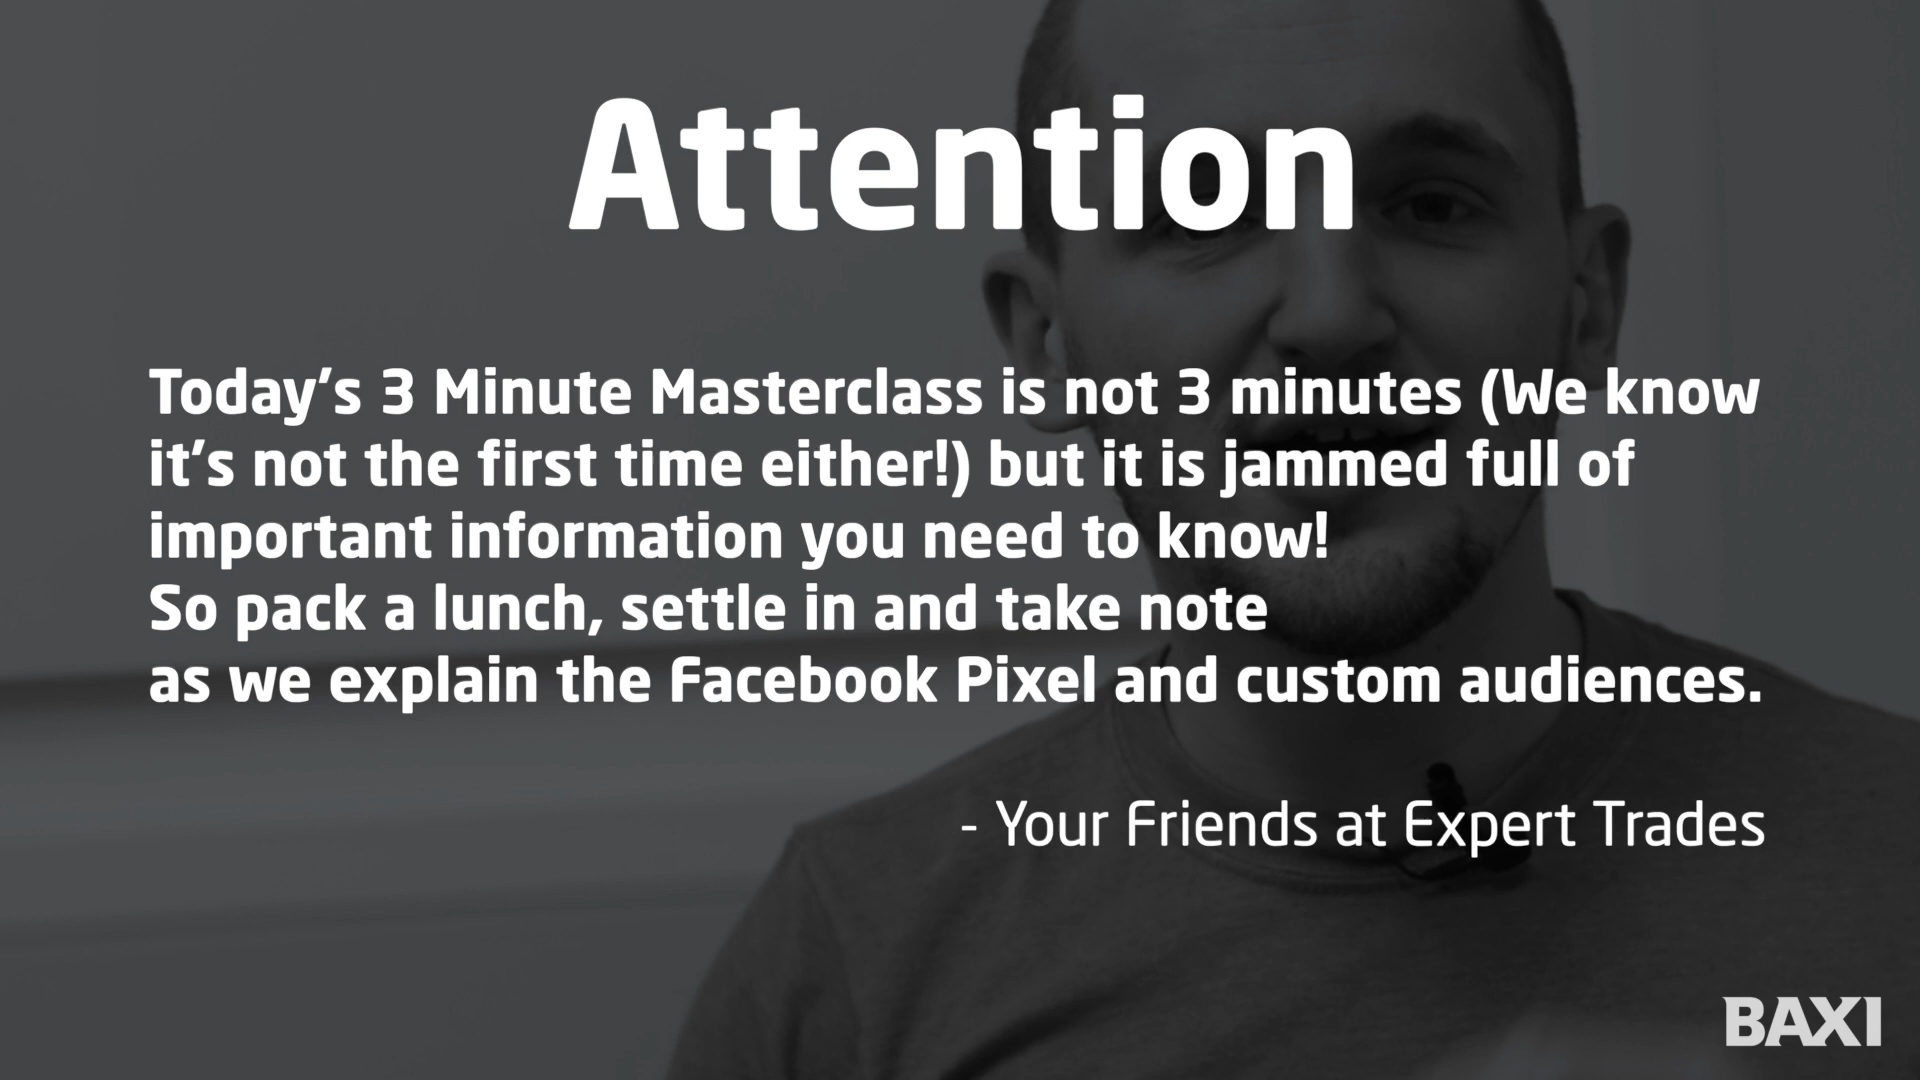 Attention
Today's 3 Minute Masterclass is not 3 minutes (We know
it's not the first time either!) but it is jammed full of
important information you need to know!
So pack a lunch, settle in and take note
as we explain the Facebook Pixel and custom audiences.
- Your Friends at Expert Trades
BAXI